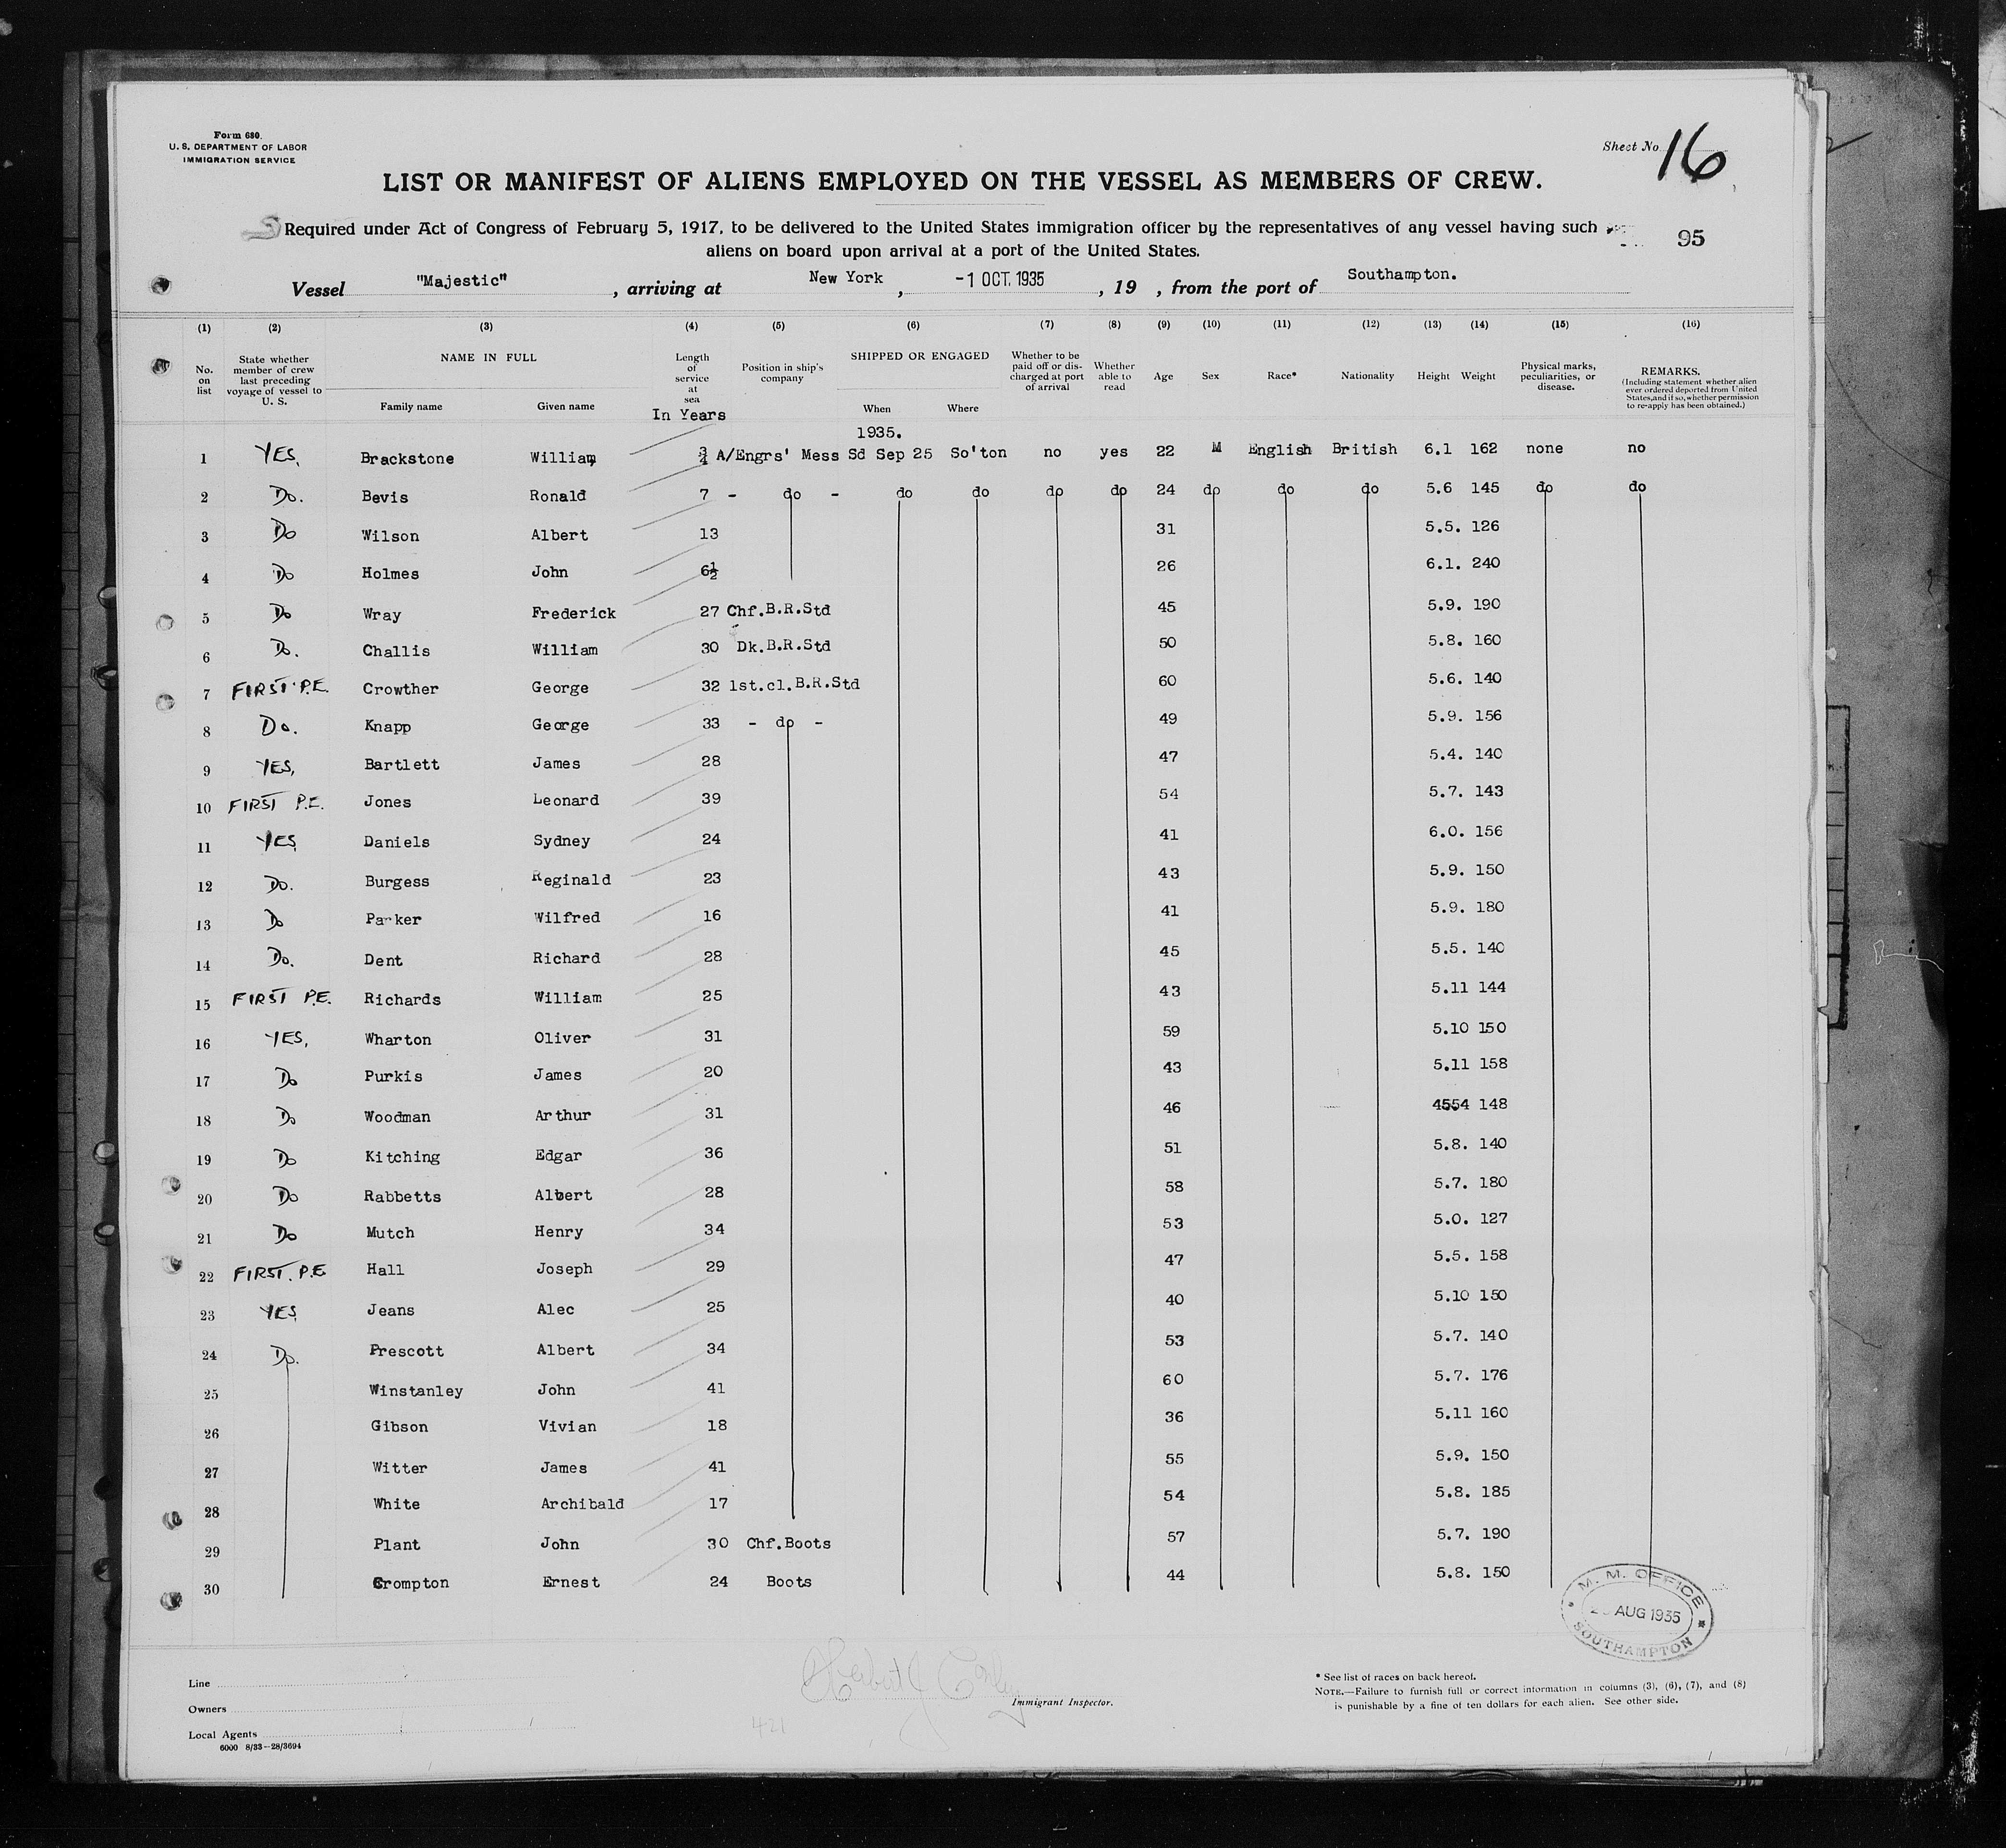 Form 680.
U. S. DEPARTMENT OF LABOR
IMMIGRATION SERVICE
Sheet No 16
LIST OR MANIFEST OF ALIENS EMPLOYED ON THE VESSEL AS MEMBERS OF CREW.
Required under Act of Congress of February 5, 1917, to be delivered to the United States immigration officer by the representatives of any vessel having such
aliens on board upon arrival at a port of the United States.
95
Vessel "Majestic", arriving at New York, -1 OCT. 1935, 19 , from the port of Southampton.
(1) (2) (3) (4) (5) (6) (7) (8) (9) (10) (11) (12) (13) (14) (15) (16)
No. on list State whether member of crew last preceding voyage of vessel to U. S. NAME IN FULL Family name Given name Length of service at sea In Years Position in ship's company SHIPPED OR ENGAGED When Where Whether to be paid off or discharged at port of arrival Whether able to read Age Sex Race* Nationality Height Weight Physical marks, peculiarities, or disease. REMARKS. (Including statement whether alien ever ordered deported from United States, and if so, whether permission to re-apply has been obtained.)
1935.
1 YES, Brackstone William ¾ A/Engrs' Mess Sd Sep 25 So'ton no yes 22 M English British 6.1 162 none no
2 Do. Bevis Ronald 7 - do - do do do do 24 do do do 5.6 145 do do
3 Do Wilson Albert 13 31 5.5. 126
4 Do Holmes John 6½ 26 6.1. 240
5 Do Wray Frederick 27 Chf.B.R.Std 45 5.9. 190
6 Do. Challis William 30 Dk.B.R.Std 50 5.8. 160
7 FIRST P.E. Crowther George 32 1st.cl.B.R.Std 60 5.6. 140
8 Do. Knapp George 33 - do - 49 5.9. 156
9 YES, Bartlett James 28 47 5.4. 140
10 FIRST P.E. Jones Leonard 39 54 5.7. 143
11 YES Daniels Sydney 24 41 6.0. 156
12 Do. Burgess Reginald 23 43 5.9. 150
13 Do Parker Wilfred 16 41 5.9. 180
14 Do. Dent Richard 28 45 5.5. 140
15 FIRST P.E. Richards William 25 43 5.11 144
16 YES, Wharton Oliver 31 59 5.10 150
17 Do Purkis James 20 43 5.11 158
18 Do Woodman Arthur 31 46 148
19 Do Kitching Edgar 36 51 5.8. 140
20 Do Rabbetts Albert 28 58 5.7. 180
21 Do Mutch Henry 34 53 5.0. 127
22 FIRST. P.E Hall Joseph 29 47 5.5. 158
23 YES Jeans Alec 25 40 5.10 150
24 Do. Prescott Albert 34 53 5.7. 140
25 Winstanley John 41 60 5.7. 176
26 Gibson Vivian 18 36 5.11 160
27 Witter James 41 55 5.9. 150
28 White Archibald 17 54 5.8. 185
29 Plant John 30 Chf.Boots 57 5.7. 190
30 Crompton Ernest 24 Boots 44 5.8. 150
M. M. OFFICE
AUG 1935
SOUTHAMPTON
Line
Owners
Local Agents
6000 8/33--28/3694
421
Immigrant Inspector.
* See list of races on back hereof.
NOTE.—Failure to furnish full or correct information in columns (3), (6), (7), and (8)
is punishable by a fine of ten dollars for each alien. See other side.